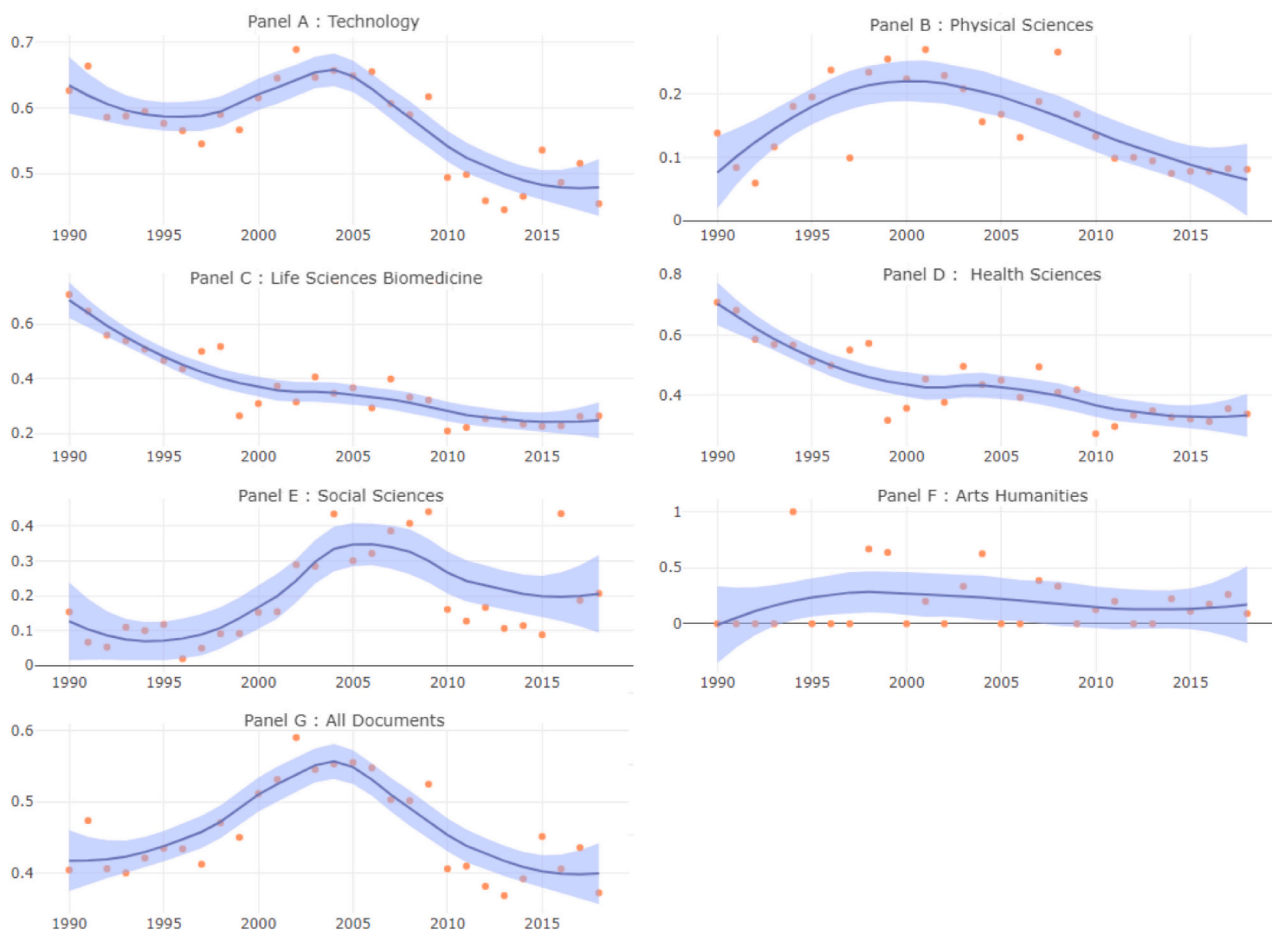 Panel A : Technology
0.7
0.6
0.5
1990 1995 2000 2005 2010 2015
Panel B : Physical Sciences
0.2
0.1
0
1990 1995 2000 2005 2010 2015
Panel C : Life Sciences Biomedicine
0.6
0.4
0.2
1990 1995 2000 2005 2010 2015
Panel D : Health Sciences
0.8
0.6
0.4
1990 1995 2000 2005 2010 2015
Panel E : Social Sciences
0.4
0.3
0.2
0.1
0
1990 1995 2000 2005 2010 2015
Panel F : Arts Humanities
1
0.5
0
1990 1995 2000 2005 2010 2015
Panel G : All Documents
0.6
0.5
0.4
1990 1995 2000 2005 2010 2015